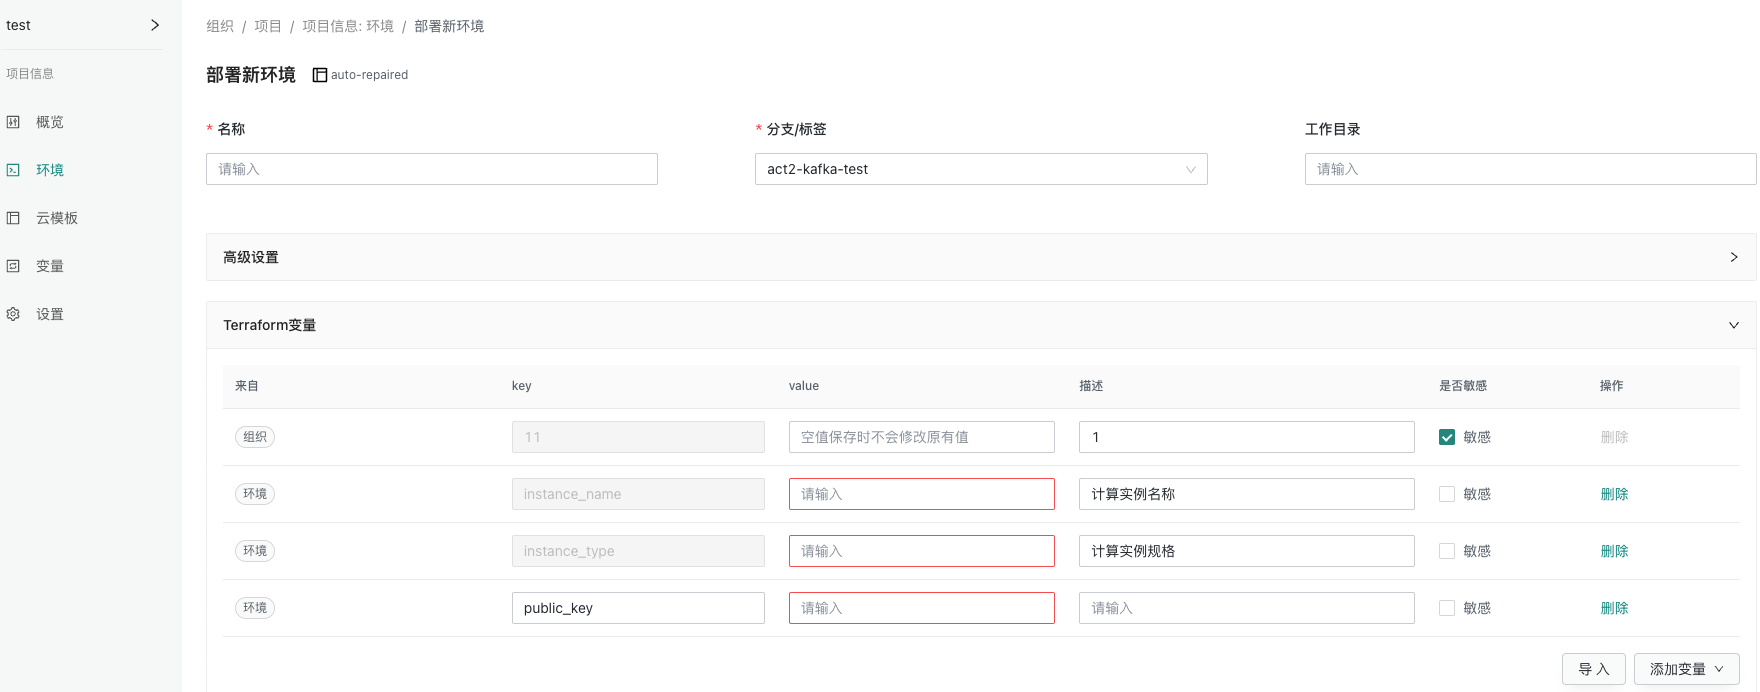 test
项目信息
概览
环境
云模板
变量
设置
组织 / 项目 / 项目信息: 环境 / 部署新环境
部署新环境 auto-repaired
* 名称
请输入
* 分支/标签
act2-kafka-test
工作目录
请输入
高级设置
Terraform变量
来自 key value 描述 是否敏感 操作
组织 11 空值保存时不会修改原有值 1 敏感 删除
环境 instance_name 请输入 计算实例名称 敏感 删除
环境 instance_type 请输入 计算实例规格 敏感 删除
环境 public_key 请输入 请输入 敏感 删除
导 入 添加变量